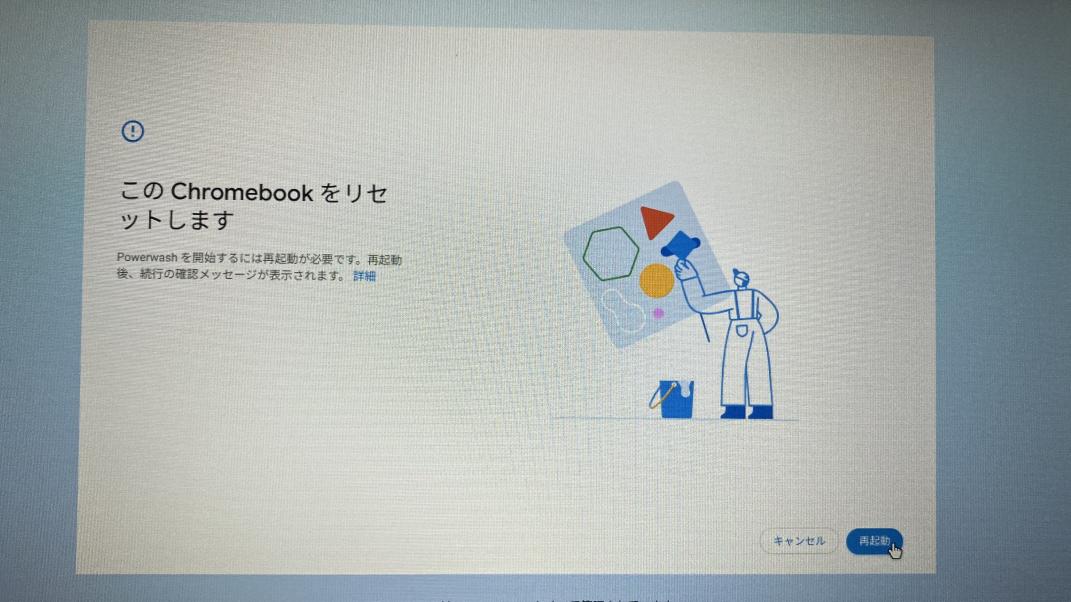 この Chromebook をリセ
ットします
Powerwash を開始するには再起動が必要です。再起動
後、続行の確認メッセージが表示されます。 詳細
キャンセル
再起動